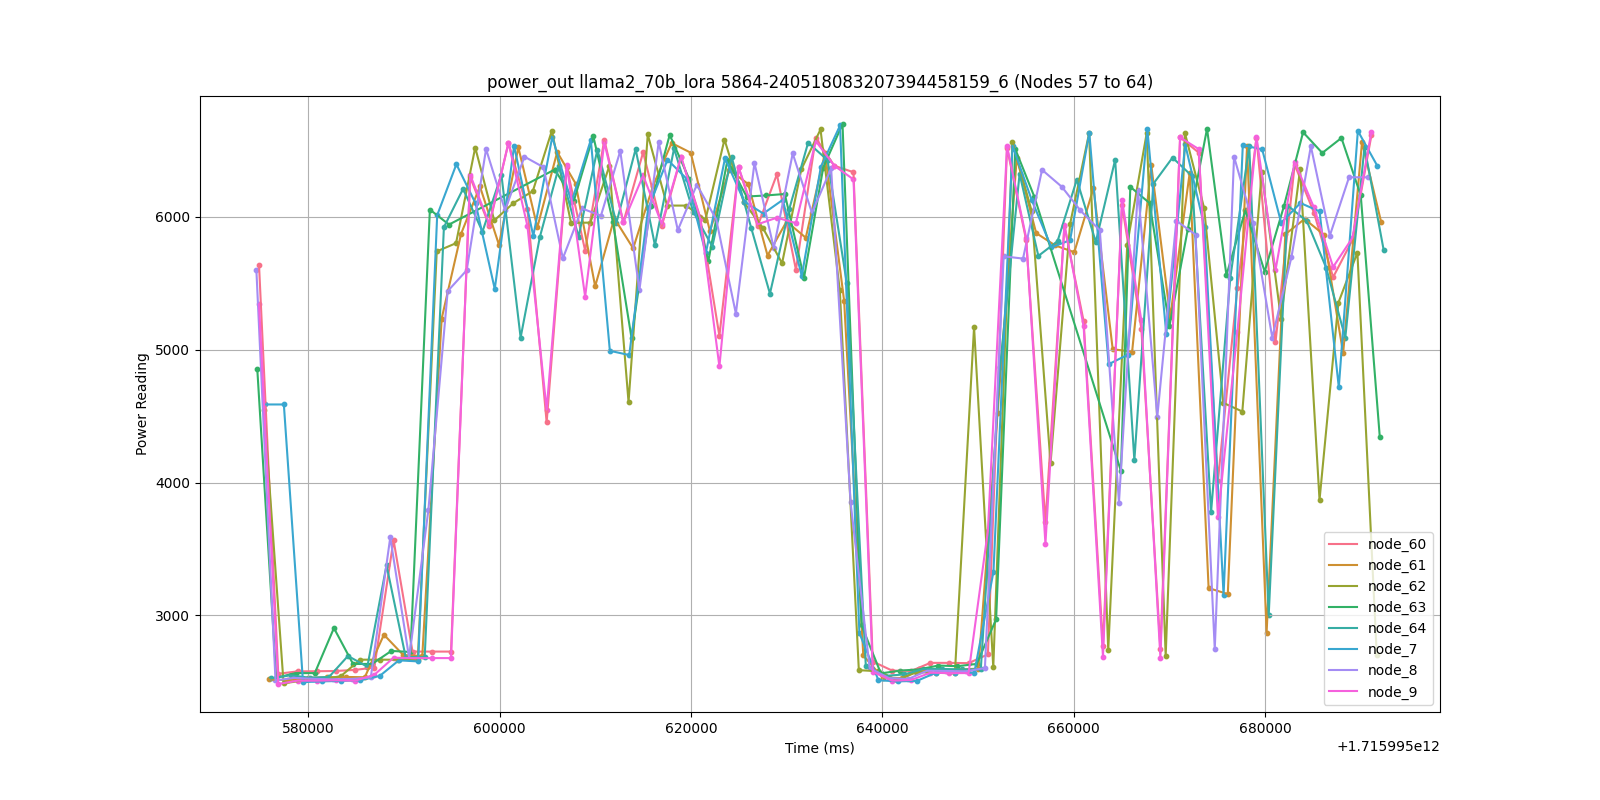 power_out llama2_70b_lora 5864-240518083207394458159_6 (Nodes 57 to 64)
Power Reading
6000
5000
4000
3000
580000
600000
620000
640000
660000
680000
Time (ms)
+1.715995e12
node_60
node_61
node_62
node_63
node_64
node_7
node_8
node_9